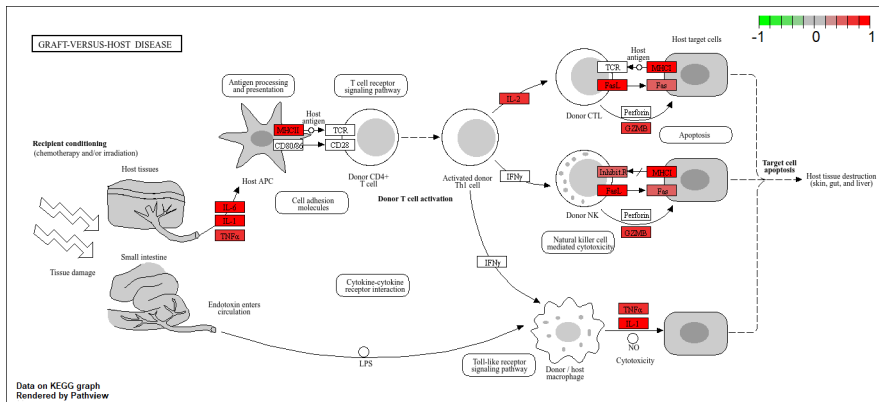 GRAFT-VERSUS-HOST DISEASE
-1 0 1
Host target cells
Antigen processing
and presentation
T cell receptor
signaling pathway
Host
antigen
TCR
MHCI
FasL
Fas
IL-2
Perforin
GZMB
Donor CTL
Apoptosis
Host
antigen
MHCII
TCR
CD80/86
CD28
Recipient conditioning
(chemotherapy and/or irradiation)
Host tissues
Host APC
Donor CD4+
T cell
Activated donor
Th1 cell
IFNγ
Inhibit.R
MHCI
FasL
Fas
Target cell
apoptosis
Host tissue destruction
(skin, gut, and liver)
Cell adhesion
molecules
Donor T cell activation
Donor NK
Perforin
GZMB
IL-6
IL-1
TNFα
Natural killer cell
mediated cytotoxicity
Tissue damage
Small intestine
IFNγ
Cytokine-cytokine
receptor interaction
Endotoxin enters
circulation
TNFα
IL-1
NO
Cytotoxicity
LPS
Toll-like receptor
signaling pathway
Donor / host
macrophage
Data on KEGG graph
Rendered by Pathview